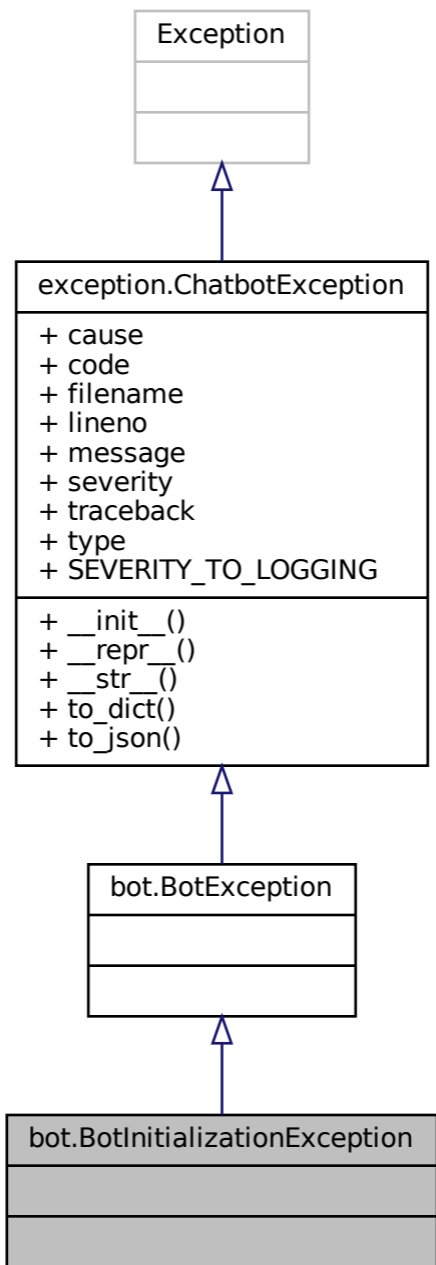 Exception
exception.ChatbotException
+ cause
+ code
+ filename
+ lineno
+ message
+ severity
+ traceback
+ type
+ SEVERITY_TO_LOGGING
+ __init__()
+ __repr__()
+ __str__()
+ to_dict()
+ to_json()
bot.BotException
bot.BotInitializationException